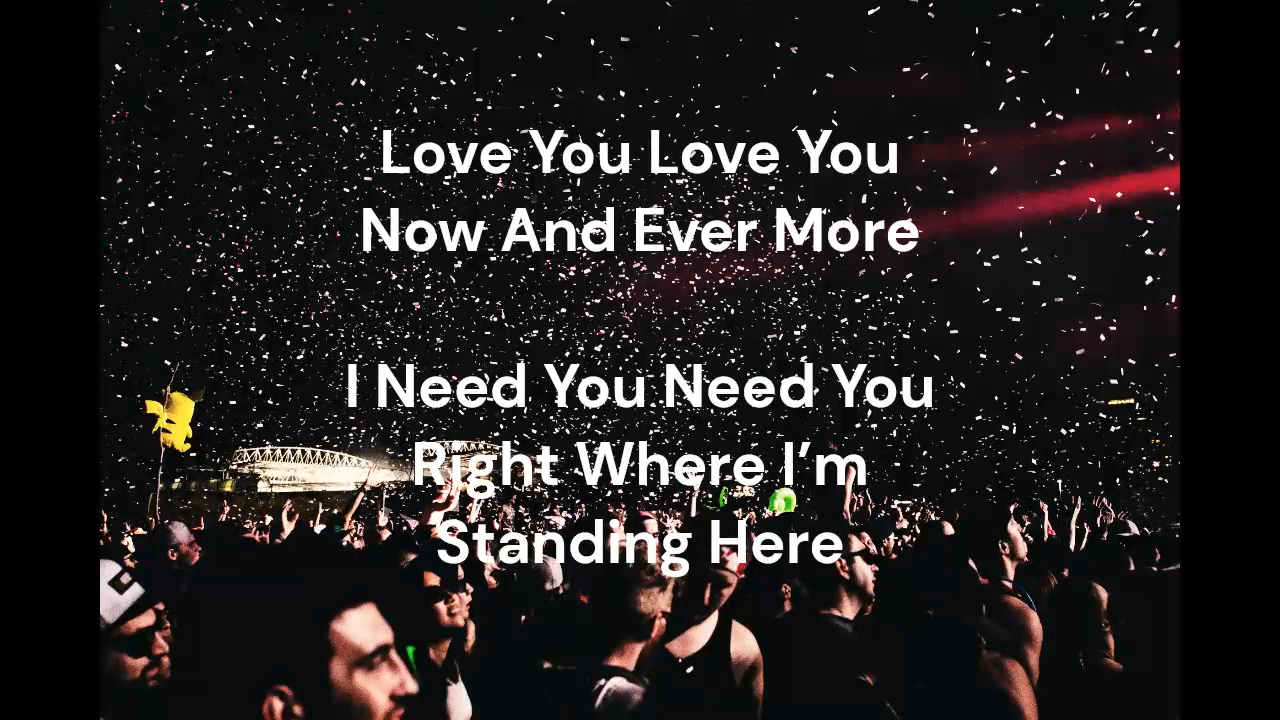 Love You Love You
Now And Ever More
I Need You Need You
Right Where I’m
Standing Here